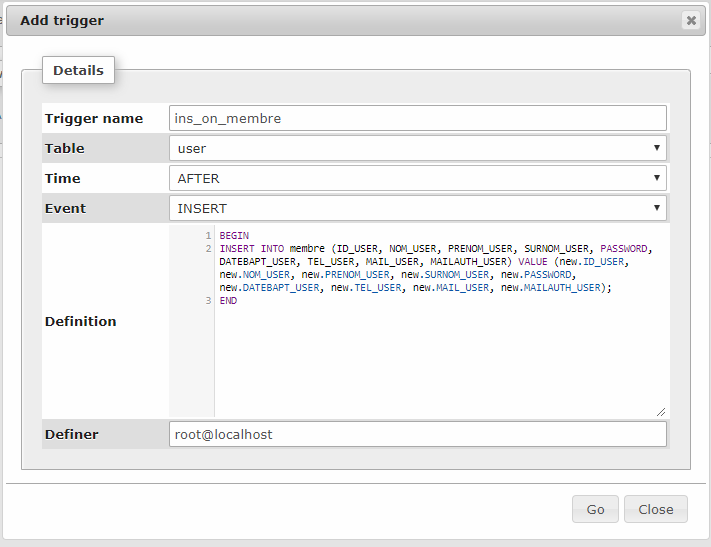 Add trigger
Details
Trigger name ins_on_membre
Table user
Time AFTER
Event INSERT
Definition
1 BEGIN
2 INSERT INTO membre (ID_USER, NOM_USER, PRENOM_USER, SURNOM_USER, PASSWORD,
DATEBAPT_USER, TEL_USER, MAIL_USER, MAILAUTH_USER) VALUE (new.ID_USER,
new.NOM_USER, new.PRENOM_USER, new.SURNOM_USER, new.PASSWORD,
new.DATEBAPT_USER, new.TEL_USER, new.MAIL_USER, new.MAILAUTH_USER);
3 END
Definer root@localhost
Go Close